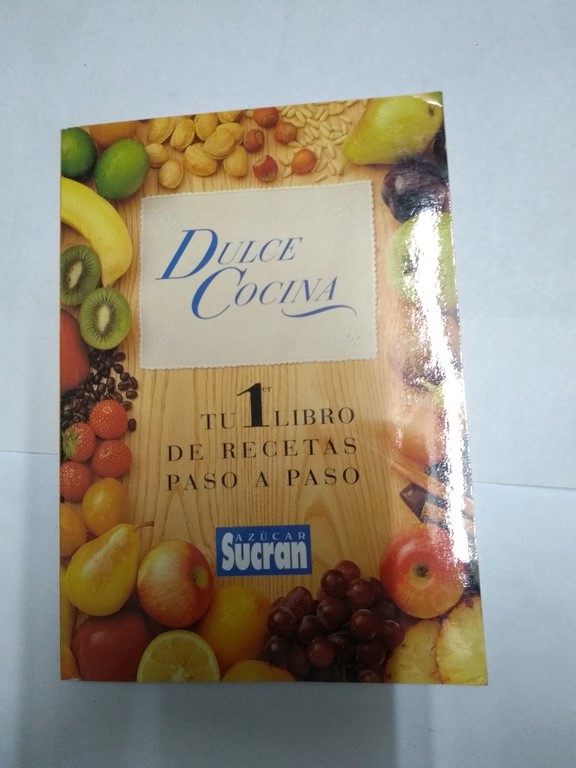 DULCE
COCINA
TU 1er LIBRO
DE RECETAS
PASO A PASO
AZÚCAR
Sucran